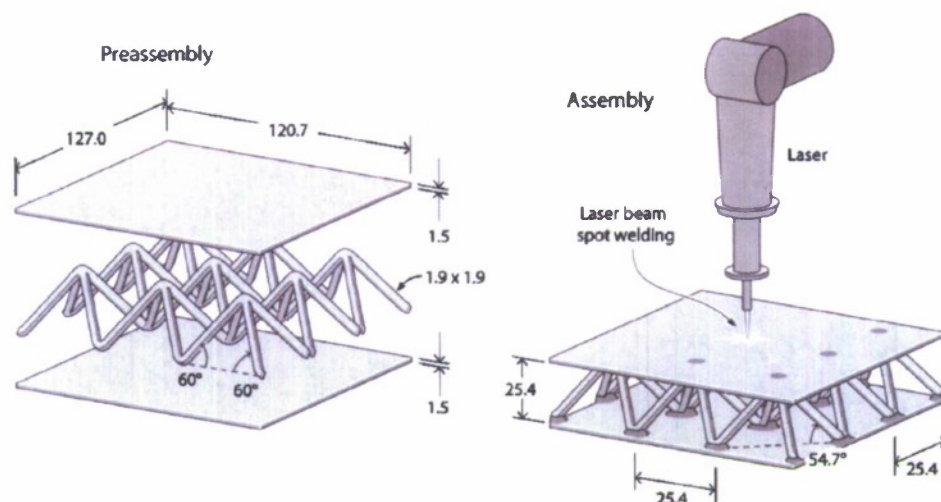 Preassembly
127.0
120.7
1.5
1.9 x 1.9
60°
60°
1.5
Assembly
Laser
Laser beam
spot welding
25.4
54.7°
25.4
25.4